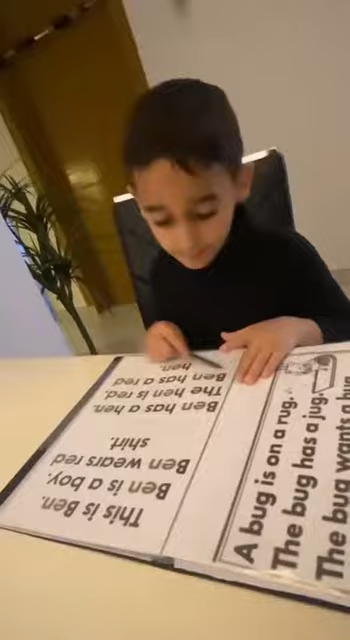 This is Ben.
Ben is a boy.
Ben wears red
shirt.
Ben has a hen.
The hen is red.
Ben has a red
hen.
A bug is on a rug.
The bug has a jug.
The bug wants a bun